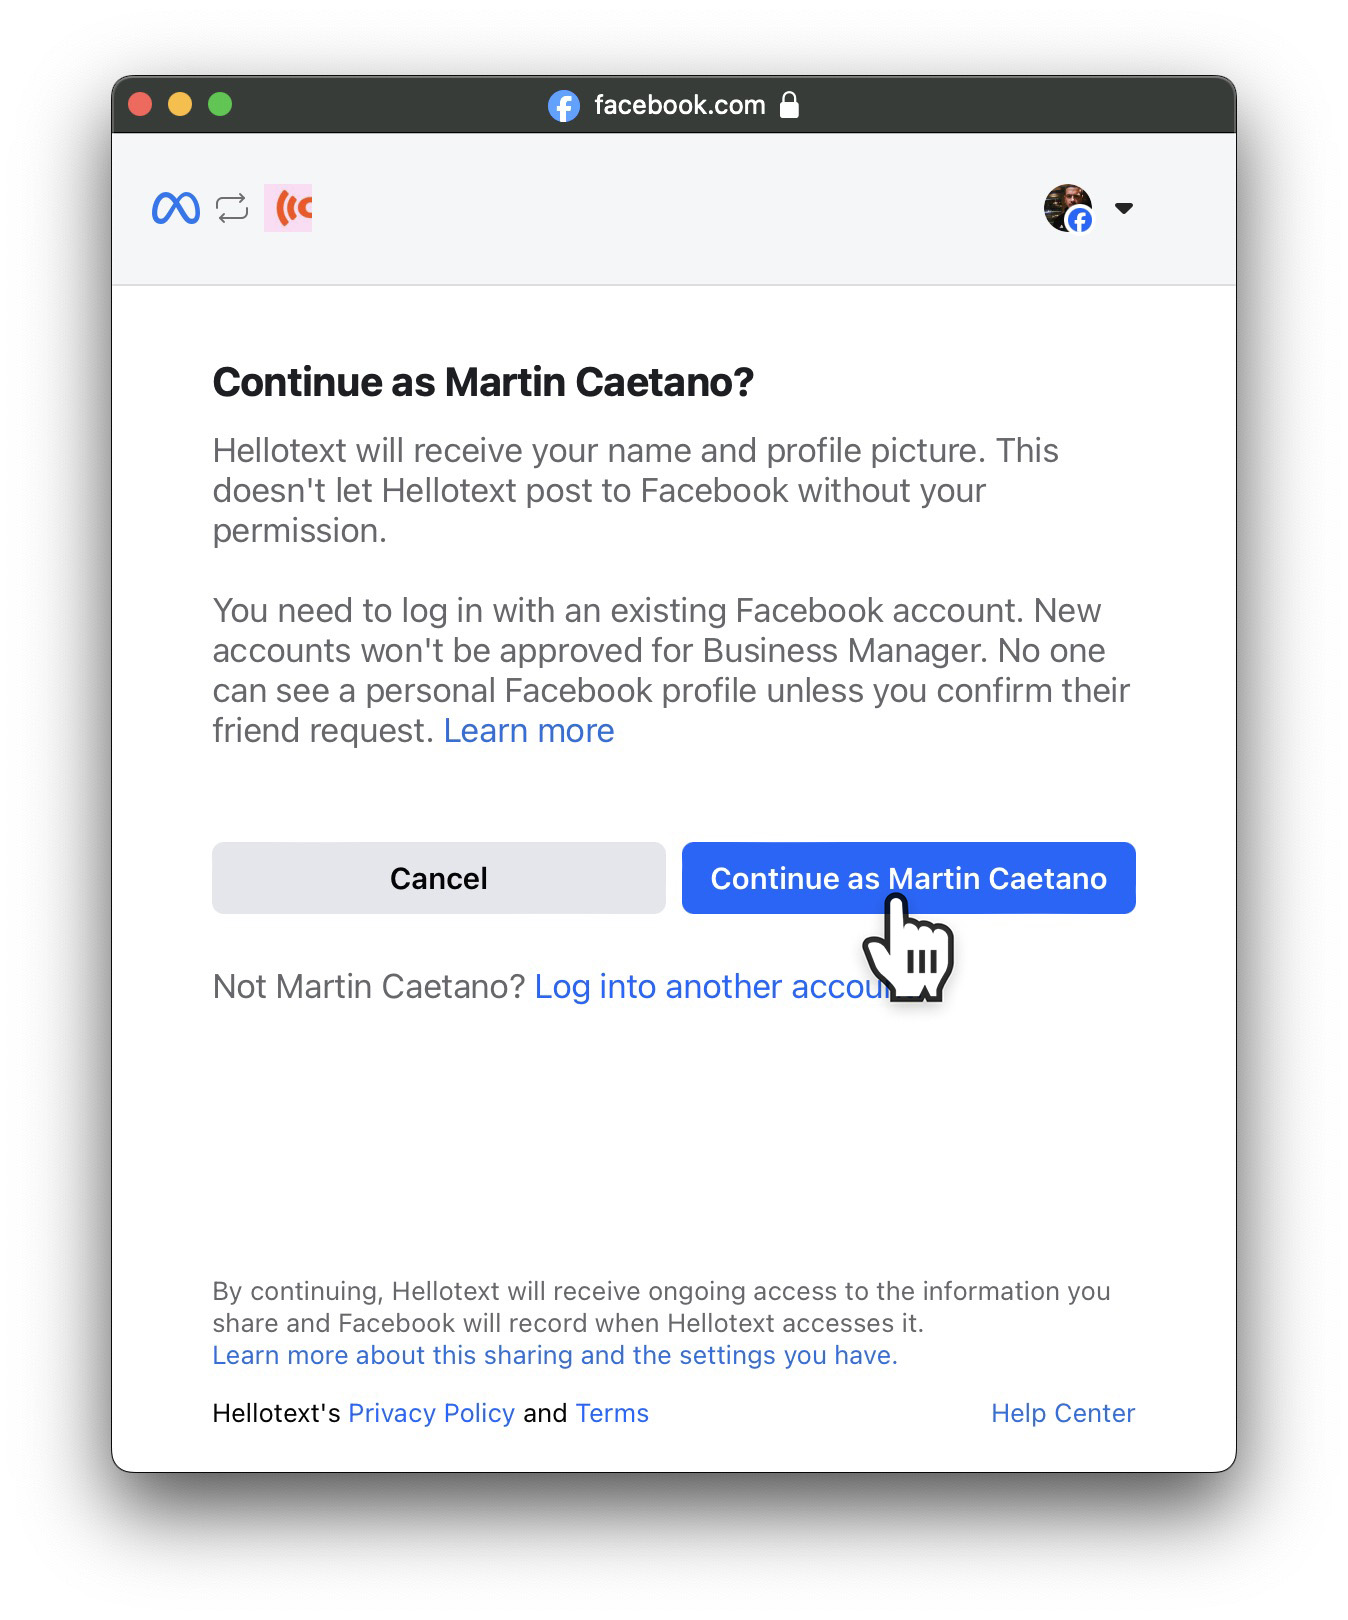 facebook.com
Continue as Martin Caetano?
Hellotext will receive your name and profile picture. This
doesn't let Hellotext post to Facebook without your
permission.
You need to log in with an existing Facebook account. New
accounts won't be approved for Business Manager. No one
can see a personal Facebook profile unless you confirm their
friend request. Learn more
Cancel
Continue as Martin Caetano
Not Martin Caetano? Log into another
By continuing, Hellotext will receive ongoing access to the information you
share and Facebook will record when Hellotext accesses it.
Learn more about this sharing and the settings you have.
Hellotext's Privacy Policy and Terms
Help Center